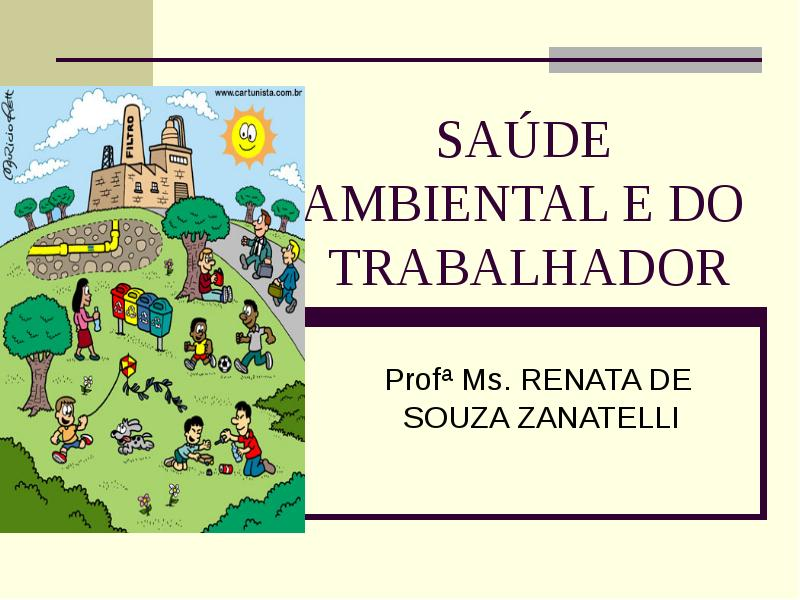 www.cartunista.com.br
FILTRO
SAÚDE
AMBIENTAL E DO
TRABALHADOR
Profª Ms. RENATA DE
SOUZA ZANATELLI